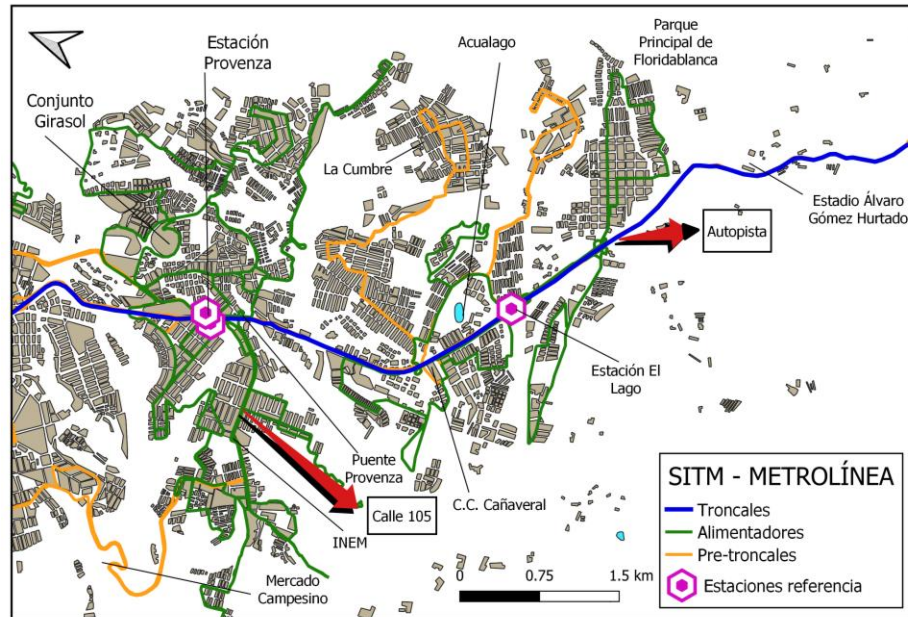 Parque
Principal de
Floridablanca
Estación
Provenza
Acualago
Conjunto
Girasol
La Cumbre
Estadio Álvaro
Gómez Hurtado
Autopista
Estación El
Lago
Puente
Provenza
C.C. Cañaveral
Calle 105
INEM
Mercado
Campesino
0 0.75 1.5 km
SITM - METROLÍNEA
Troncales
Alimentadores
Pre-troncales
Estaciones referencia